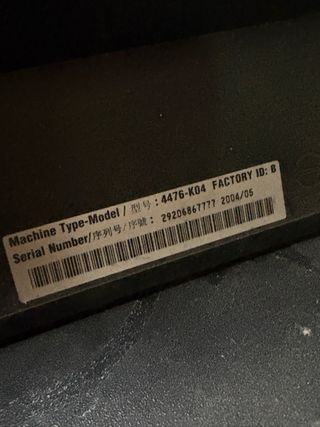 Machine Type-Model / 型号 : 4476-K04 FACTORY ID: B
Serial Number/序列号/序號: 29206867777 2004/05